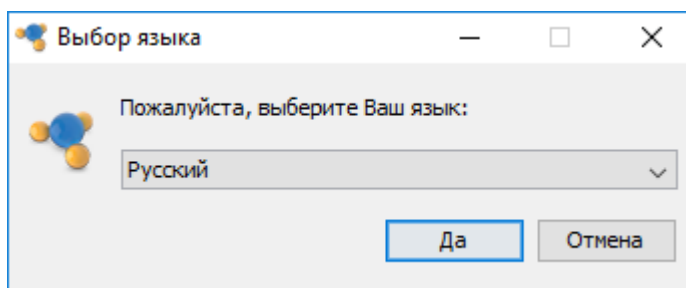 Выбор языка
Пожалуйста, выберите Ваш язык:
Русский
Да Отмена